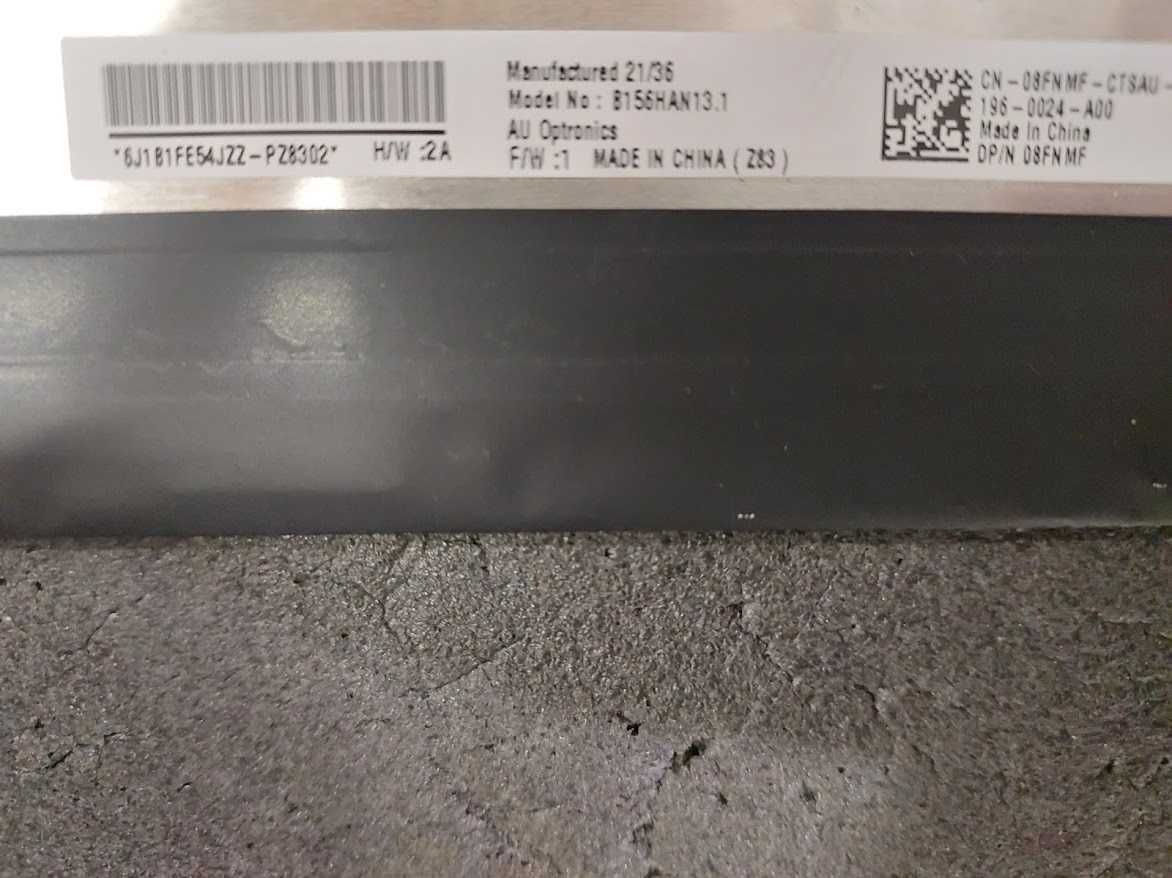 Manufactured 21/36
Model No : B156HAN13.1
AU Optronics
F/W :1 MADE IN CHINA ( Z83 )
*6J1B1FE54JZZ-PZ8302* H/W :2A
CN-08FNMF-CTSAU-
196-0024-A00
Made In China
DP/N 08FNMF